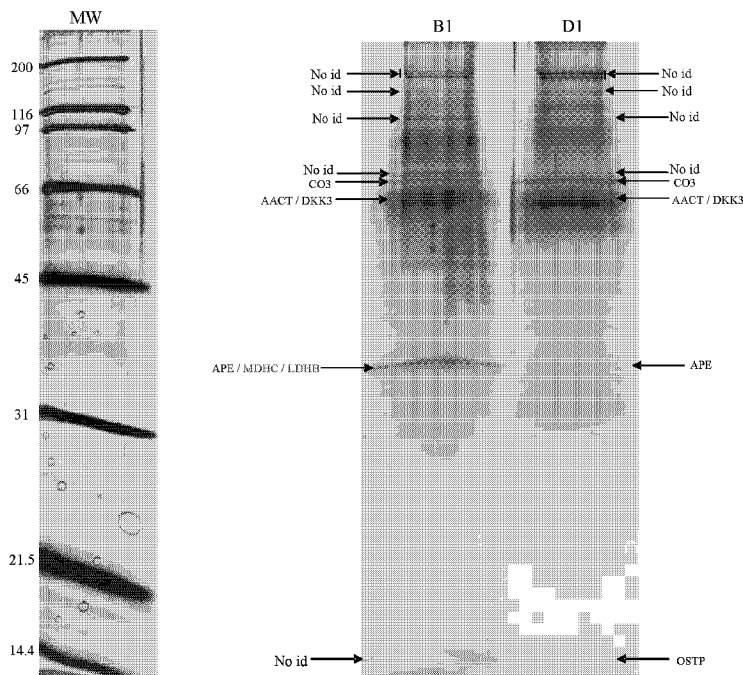 MW B1 D1
200
No id No id
No id No id
116
No id No id
97
No id No id
CO3 CO3
66
AACT / DKK3 AACT / DKK3
45
APE / MDHC / LDHB APE
31
21.5
14.4
No id OSTP